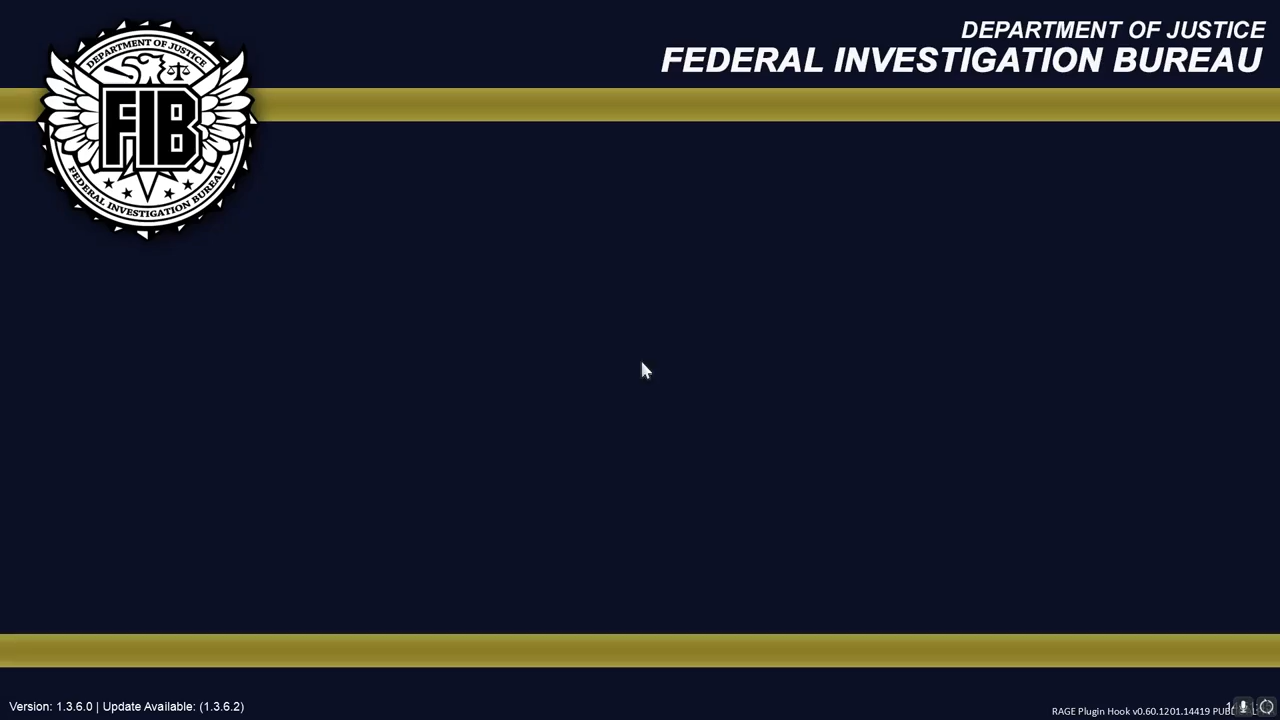 DEPARTMENT OF JUSTICE
FEDERAL INVESTIGATION BUREAU
DEPARTMENT OF JUSTICE
FIB
FEDERAL INVESTIGATION BUREAU
Version: 1.3.6.0 | Update Available: (1.3.6.2)
RAGE Plugin Hook v0.60.1201.14419